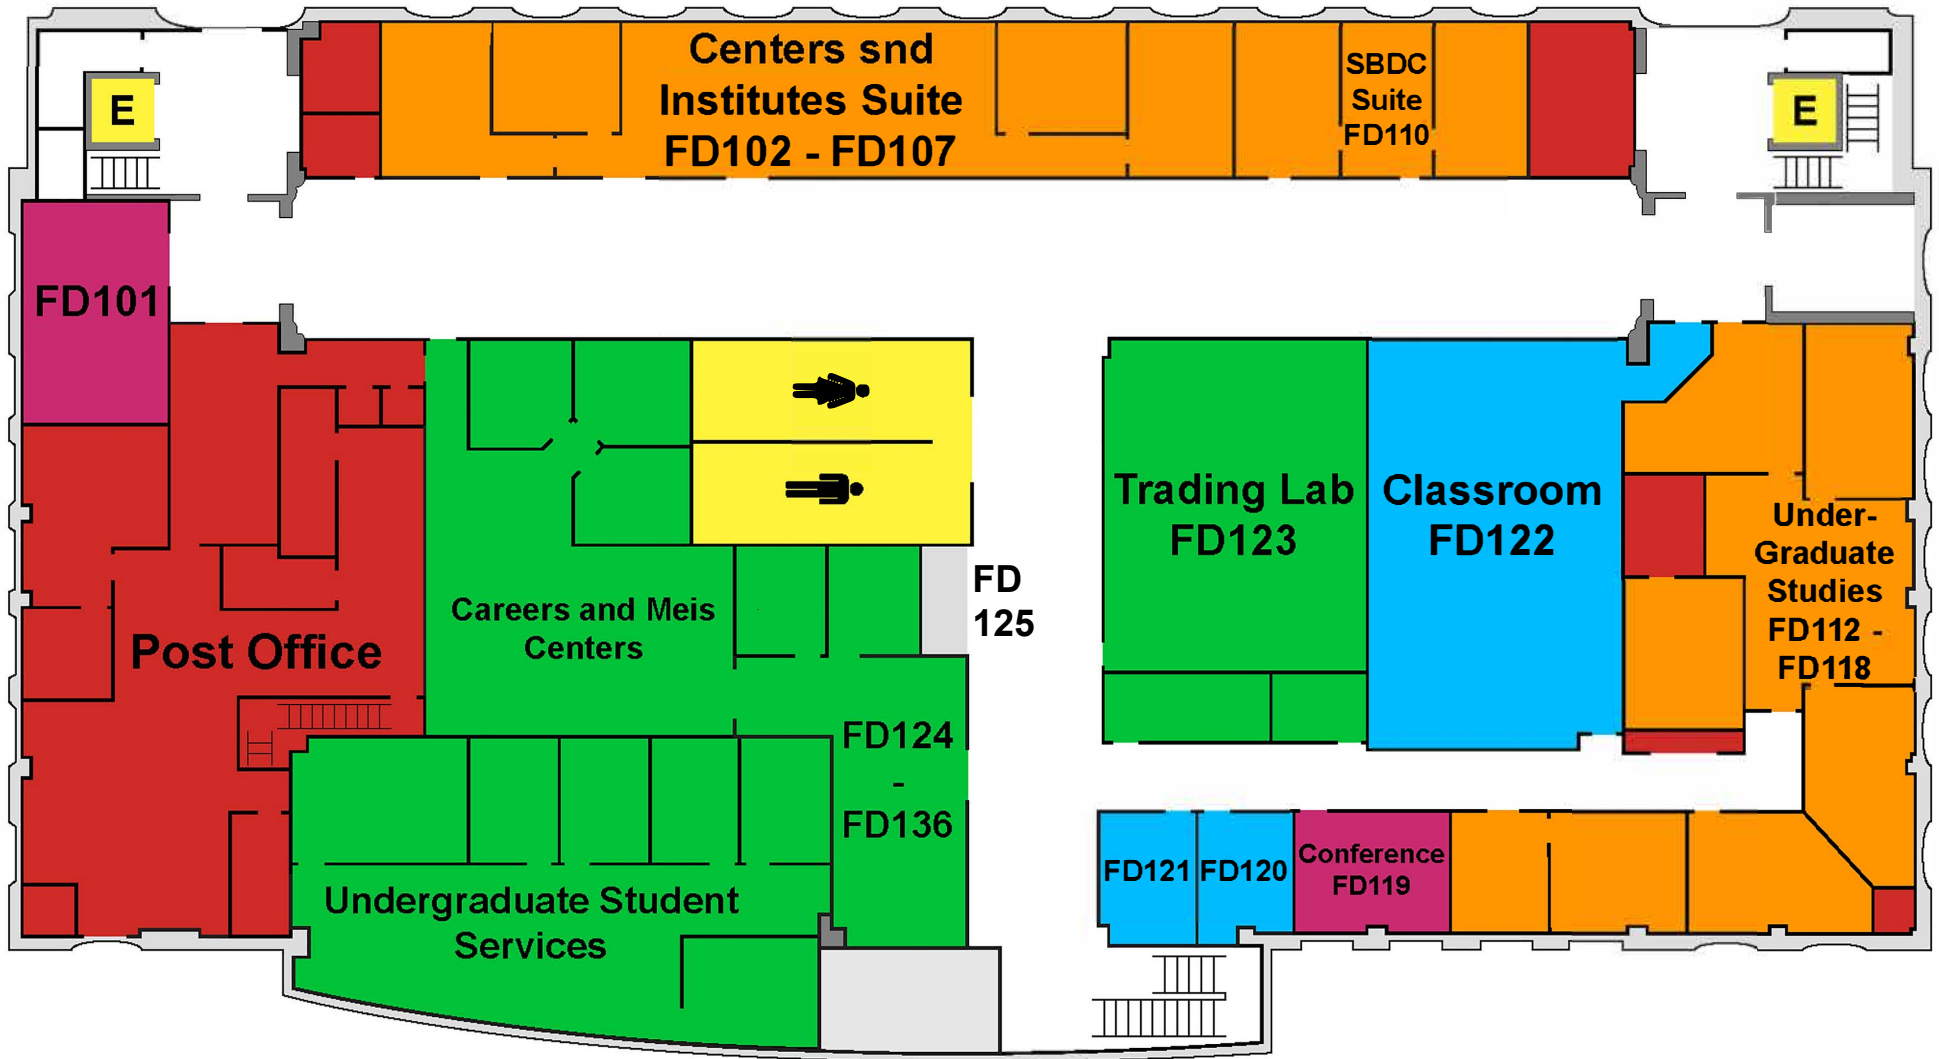 Centers snd
Institutes Suite
FD102 - FD107
SBDC
Suite
FD110
E
E
FD101
Trading Lab
FD123
Classroom
FD122
Under-
Graduate
Studies
FD112 -
FD118
FD
125
Careers and Meis
Centers
Post Office
FD124
-
FD136
FD121
FD120
Conference
FD119
Undergraduate Student
Services